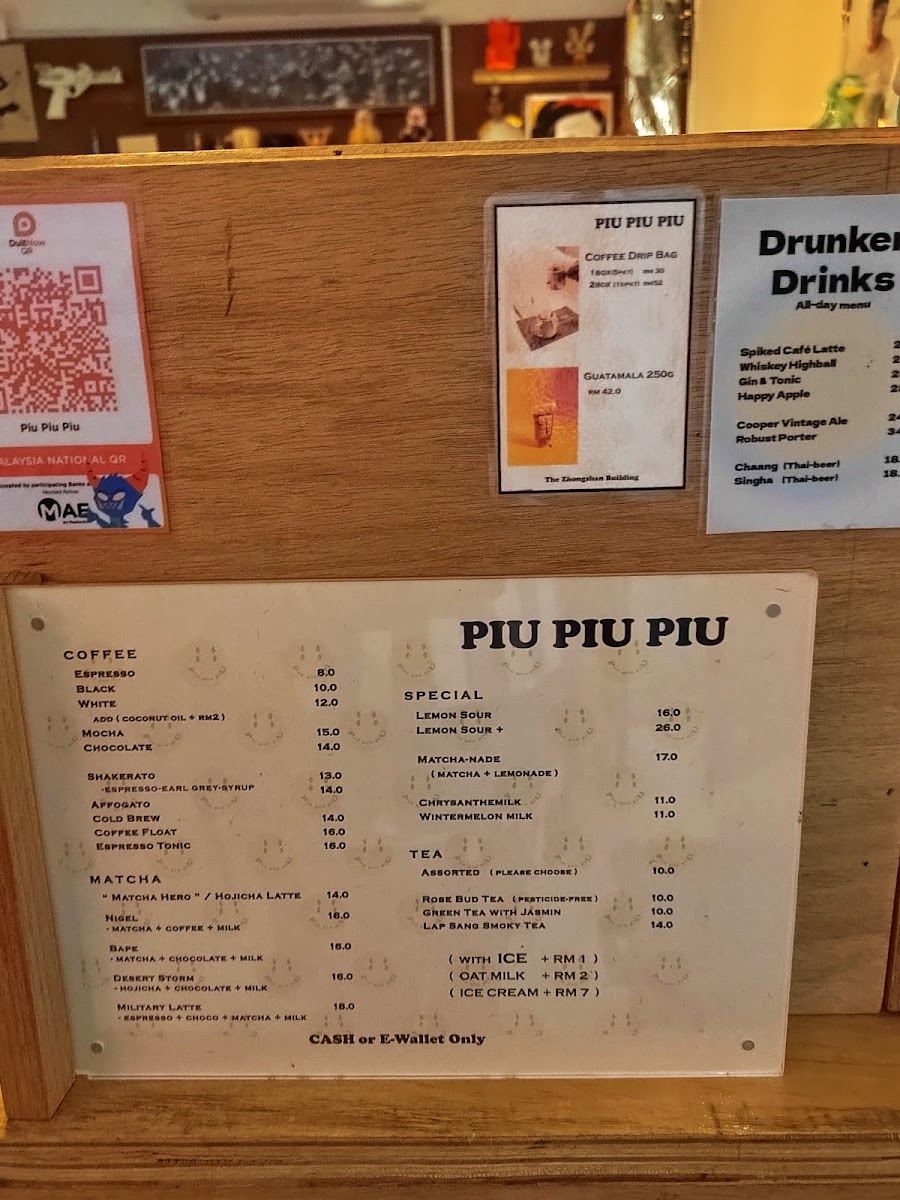 DuitNow
QR
Piu Piu Piu
MALAYSIA NATIONAL QR
MAE
PIU PIU PIU
COFFEE DRIP BAG
1BOX(5PKT) RM 30
2BOX (10PKT) RM52
GUATAMALA 250G
RM 42.0
The Zhongshan Building
Drunken
Drinks
All-day menu
Spiked Café Latte
Whiskey Highball
Gin & Tonic
Happy Apple
Cooper Vintage Ale
Robust Porter
Chaang (Thai-beer) 18.
Singha (Thai-beer) 18.
PIU PIU PIU
COFFEE
ESPRESSO 8.0
BLACK 10.0
WHITE 12.0
ADD ( COCONUT OIL + RM2 )
MOCHA 15.0
CHOCOLATE 14.0
SHAKERATO 13.0
-ESPRESSO-EARL GREY-SYRUP 14.0
AFFOGATO
COLD BREW 14.0
COFFEE FLOAT 16.0
ESPRESSO TONIC 16.0
MATCHA
" MATCHA HERO " / HOJICHA LATTE 14.0
NIGEL 16.0
- MATCHA + COFFEE + MILK
BAPE 16.0
- MATCHA + CHOCOLATE + MILK
DESERT STORM 16.0
- HOJICHA + CHOCOLATE + MILK
MILITARY LATTE 18.0
- ESPRESSO + CHOCO + MATCHA + MILK
SPECIAL
LEMON SOUR 16.0
LEMON SOUR + 26.0
MATCHA-NADE 17.0
( MATCHA + LEMONADE )
CHRYSANTHEMILK 11.0
WINTERMELON MILK 11.0
TEA
ASSORTED ( PLEASE CHOOSE ) 10.0
ROSE BUD TEA ( PESTICIDE-FREE ) 10.0
GREEN TEA WITH JASMIN 10.0
LAP SANG SMOKY TEA 14.0
( WITH ICE + RM 1 )
( OAT MILK + RM 2 )
( ICE CREAM + RM 7 )
CASH or E-Wallet Only